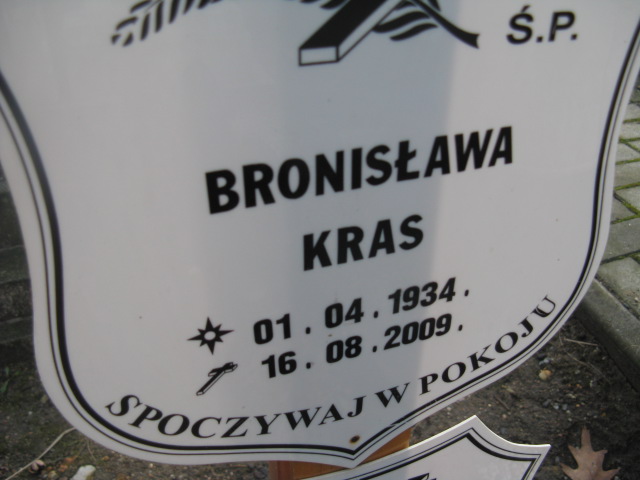 Ś.P.
BRONISŁAWA
KRAS
01.04.1934.
16.08.2009.
SPOCZYWAJ W POKOJU